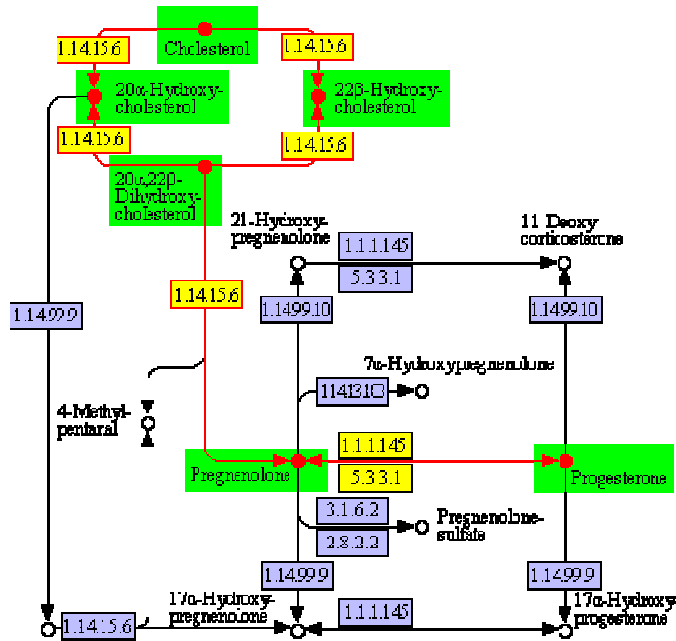 Cholesterol
1.14.15.6
1.14.15.6
20α-Hydroxy-
cholesterol
22β-Hydroxy-
cholesterol
1.14.15.6
1.14.15.6
20α,22β-
Dihydroxy-
cholesterol
21-Hydroxy-
pregnenolone
11-Deoxy
corticosterone
1.1.1.145
5.3.3.1
1.14.15.6
1.14.99.9
1.14.99.10
1.14.99.10
7α-Hydroxypregnenolone
4-Methyl-
pentanal
1.1.1.145
5.3.3.1
Pregnenolone
Progesterone
3.1.6.2
2.8.2.2
Pregnenolone-
sulfate
1.14.99.9
1.14.99.9
17α-Hydroxy-
pregnenolone
17α-Hydroxy
progesterone
1.14.15.6
1.1.1.145